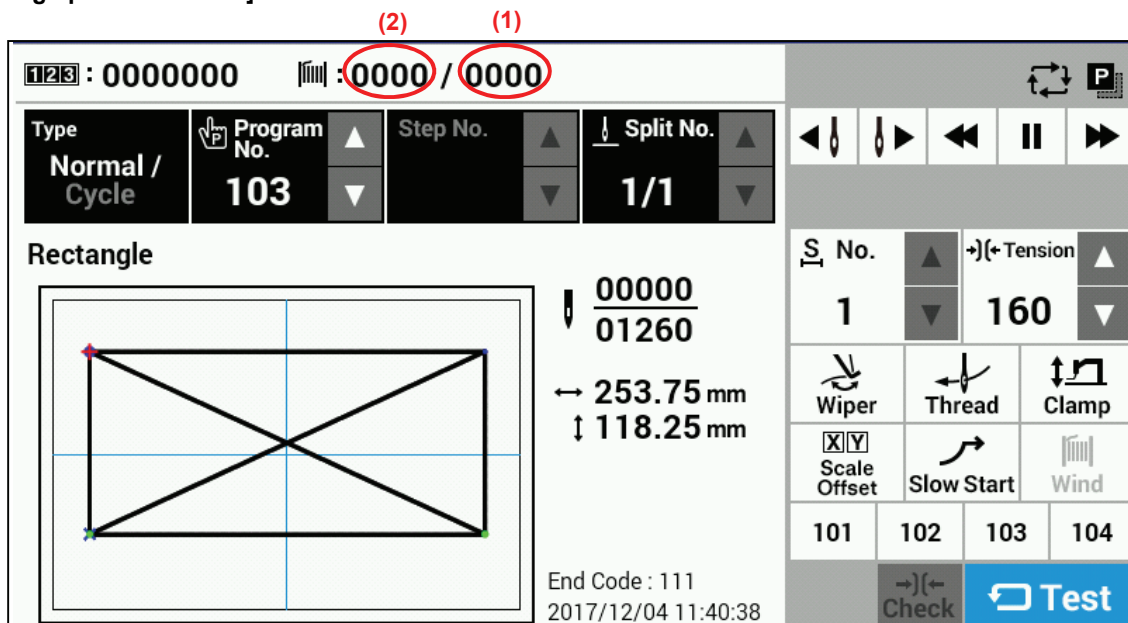 (2) (1)
123 : 0000000 : 0000 / 0000
P
Type
Normal /
Cycle
P Program
No.
103
Step No.
Split No.
1/1
Rectangle
00000
01260
253.75 mm
118.25 mm
End Code : 111
2017/12/04 11:40:38
S No.
1
Tension
160
Wiper
Thread
Clamp
X Y
Scale
Offset
Slow Start
Wind
101 102 103 104
Check
Test